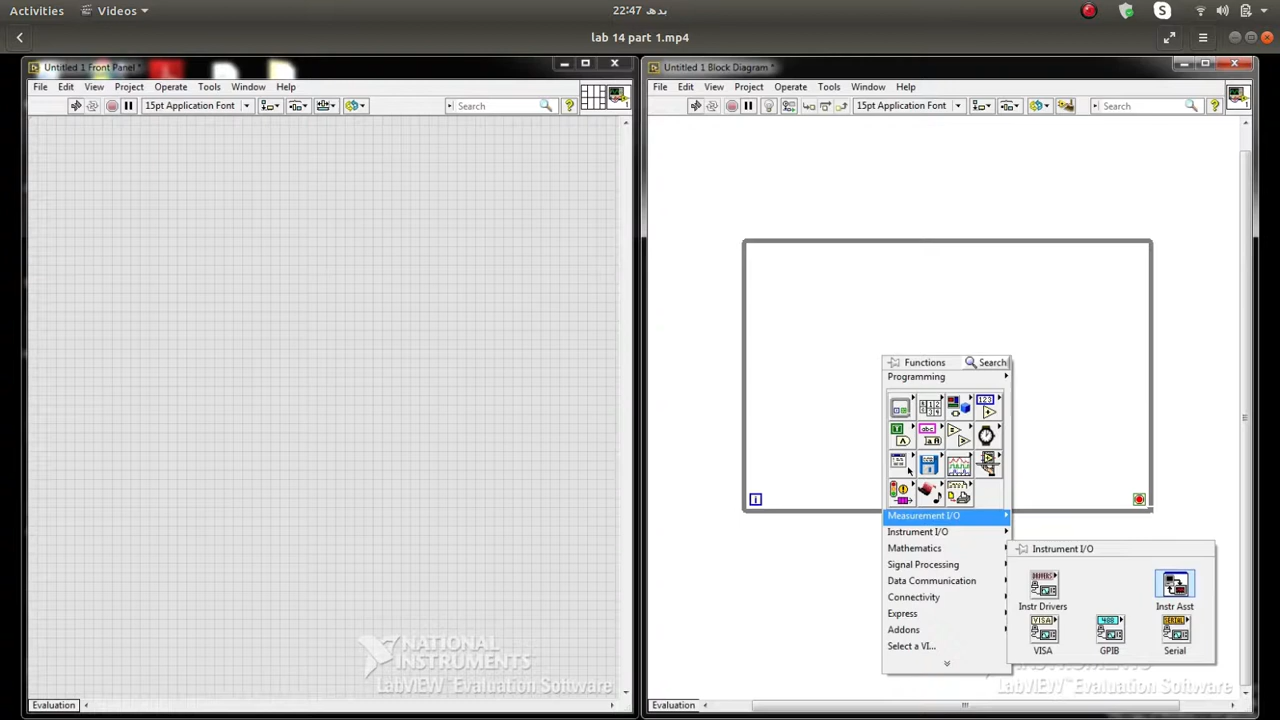 Activities
Videos
بدھ 22:47
lab 14 part 1.mp4
Untitled 1 Front Panel *
File Edit View Project Operate Tools Window Help
15pt Application Font
Search
Evaluation
NATIONAL INSTRUMENTS
LabVIEW Evaluation Software
Untitled 1 Block Diagram *
File Edit View Project Operate Tools Window Help
15pt Application Font
Search
Functions
Search
Programming
Measurement I/O
Instrument I/O
Mathematics
Signal Processing
Data Communication
Connectivity
Express
Addons
Select a VI...
Instrument I/O
Instr Drivers
Instr Asst
VISA
GPIB
Serial
Evaluation
LabVIEW Evaluation Software